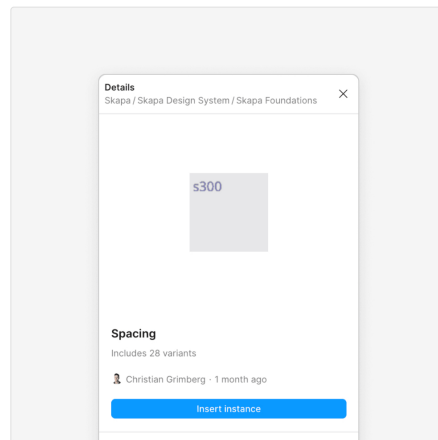 Details
Skapa / Skapa Design System / Skapa Foundations
s300
Spacing
Includes 28 variants
Christian Grimberg · 1 month ago
Insert instance